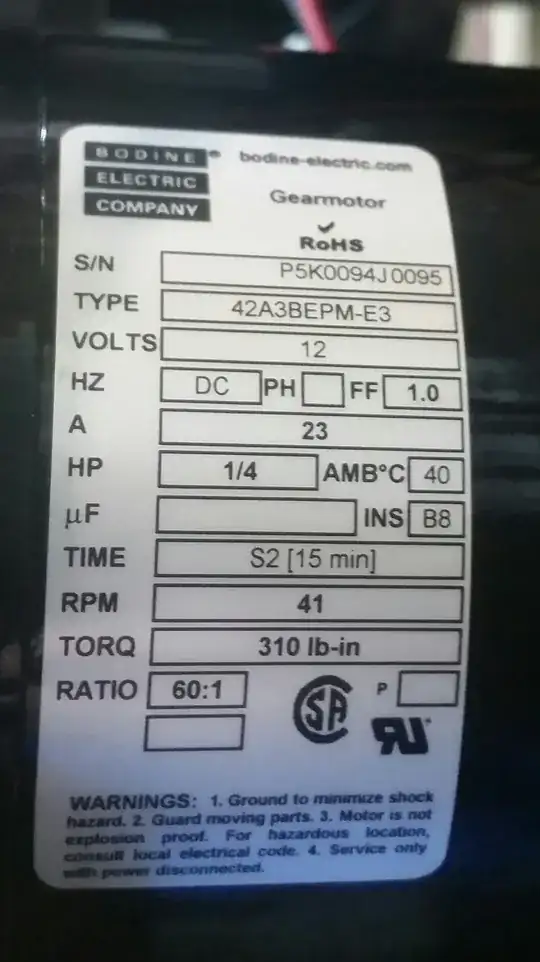 BODINE ® bodine-electric.com
ELECTRIC
COMPANY
Gearmotor
RoHS
S/N P5K0094J0095
TYPE 42A3BEPM-E3
VOLTS 12
HZ DC PH FF 1.0
A 23
HP 1/4 AMB°C 40
µF INS B8
TIME S2 [15 min]
RPM 41
TORQ 310 lb-in
RATIO 60:1 SA P
RU
WARNINGS: 1. Ground to minimize shock
hazard. 2. Guard moving parts. 3. Motor is not
explosion proof. For hazardous location,
consult local electrical code. 4. Service only
with power disconnected.